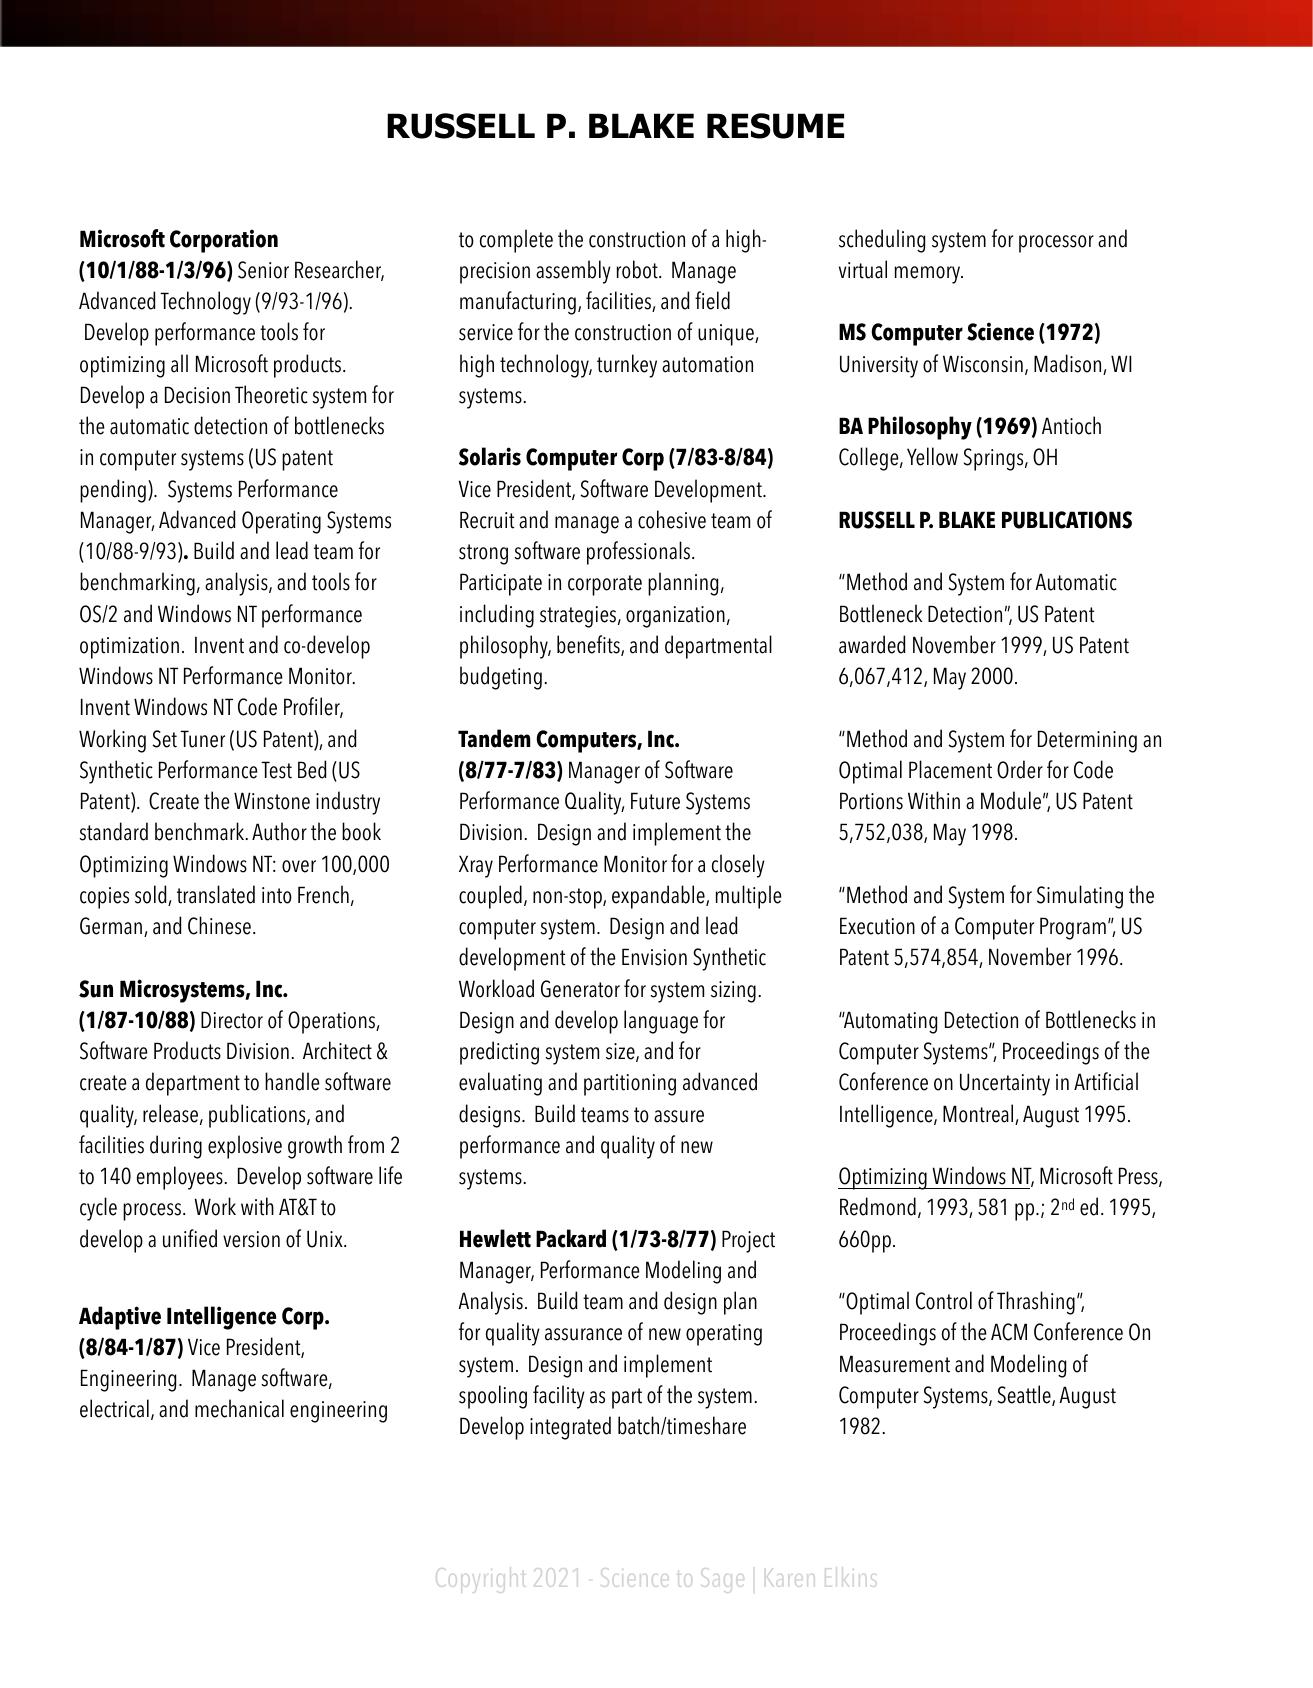 RUSSELL P. BLAKE RESUME
Microsoft Corporation
(10/1/88-1/3/96) Senior Researcher,
Advanced Technology (9/93-1/96).
Develop performance tools for
optimizing all Microsoft products.
Develop a Decision Theoretic system for
the automatic detection of bottlenecks
in computer systems (US patent
pending).  Systems Performance
Manager, Advanced Operating Systems
(10/88-9/93). Build and lead team for
benchmarking, analysis, and tools for
OS/2 and Windows NT performance
optimization.  Invent and co-develop
Windows NT Performance Monitor.
Invent Windows NT Code Profiler,
Working Set Tuner (US Patent), and
Synthetic Performance Test Bed (US
Patent).  Create the Winstone industry
standard benchmark. Author the book
Optimizing Windows NT: over 100,000
copies sold, translated into French,
German, and Chinese.
Sun Microsystems, Inc.
(1/87-10/88) Director of Operations,
Software Products Division.  Architect &
create a department to handle software
quality, release, publications, and
facilities during explosive growth from 2
to 140 employees.  Develop software life
cycle process.  Work with AT&T to
develop a unified version of Unix.
Adaptive Intelligence Corp.
(8/84-1/87) Vice President,
Engineering.  Manage software,
electrical, and mechanical engineering
to complete the construction of a high-
precision assembly robot.  Manage
manufacturing, facilities, and field
service for the construction of unique,
high technology, turnkey automation
systems.
Solaris Computer Corp (7/83-8/84)
Vice President, Software Development.
Recruit and manage a cohesive team of
strong software professionals.
Participate in corporate planning,
including strategies, organization,
philosophy, benefits, and departmental
budgeting.
Tandem Computers, Inc.
(8/77-7/83) Manager of Software
Performance Quality, Future Systems
Division.  Design and implement the
Xray Performance Monitor for a closely
coupled, non-stop, expandable, multiple
computer system.  Design and lead
development of the Envision Synthetic
Workload Generator for system sizing.
Design and develop language for
predicting system size, and for
evaluating and partitioning advanced
designs.  Build teams to assure
performance and quality of new
systems.
Hewlett Packard (1/73-8/77) Project
Manager, Performance Modeling and
Analysis.  Build team and design plan
for quality assurance of new operating
system.  Design and implement
spooling facility as part of the system.
Develop integrated batch/timeshare
scheduling system for processor and
virtual memory.
MS Computer Science (1972)
University of Wisconsin, Madison, WI
BA Philosophy (1969) Antioch
College, Yellow Springs, OH
RUSSELL P. BLAKE PUBLICATIONS
“Method and System for Automatic
Bottleneck Detection”, US Patent
awarded November 1999, US Patent
6,067,412, May 2000.
“Method and System for Determining an
Optimal Placement Order for Code
Portions Within a Module”, US Patent
5,752,038, May 1998.
“Method and System for Simulating the
Execution of a Computer Program”, US
Patent 5,574,854, November 1996.
“Automating Detection of Bottlenecks in
Computer Systems”, Proceedings of the
Conference on Uncertainty in Artificial
Intelligence, Montreal, August 1995.
Optimizing Windows NT, Microsoft Press,
Redmond, 1993, 581 pp.; 2nd ed. 1995,
660pp.
“Optimal Control of Thrashing”,
Proceedings of the ACM Conference On
Measurement and Modeling of
Computer Systems, Seattle, August
1982.
Copyright 2021 - Science to Sage | Karen Elkins